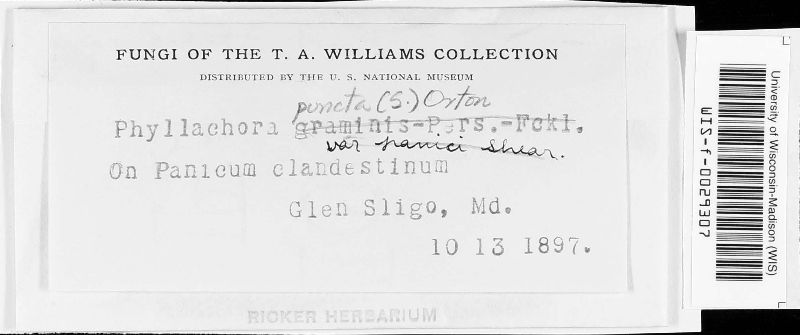 FUNGI OF THE T. A. WILLIAMS COLLECTION
DISTRIBUTED BY THE U. S. NATIONAL MUSEUM
puncta (S.) Orton
Phyllachora graminis-Pers.-Fckl.
var panici Shear.
On Panicum clandestinum
Glen Sligo, Md.
10 13 1897.
RICKER HERBARIUM
University of Wisconsin-Madison (WIS)
WIS-f-0029307